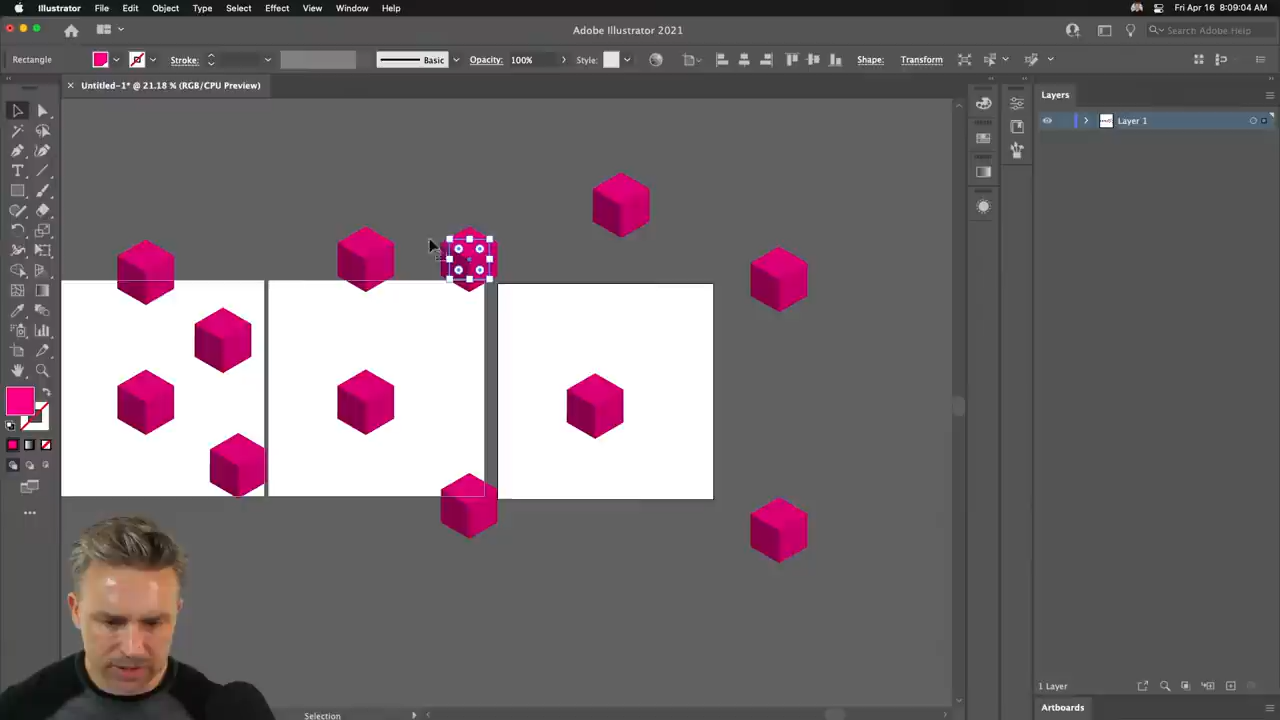 Illustrator File Edit Object Type Select Effect View Window Help Fri Apr 16 8:09:04 AM
Adobe Illustrator 2021 Search Adobe Help
Rectangle Stroke: Basic Opacity: 100% Style: Shape: Transform
× Untitled-1* @ 21.18 % (RGB/CPU Preview)
Layers
Layer 1
1 Layer
Artboards
Selection